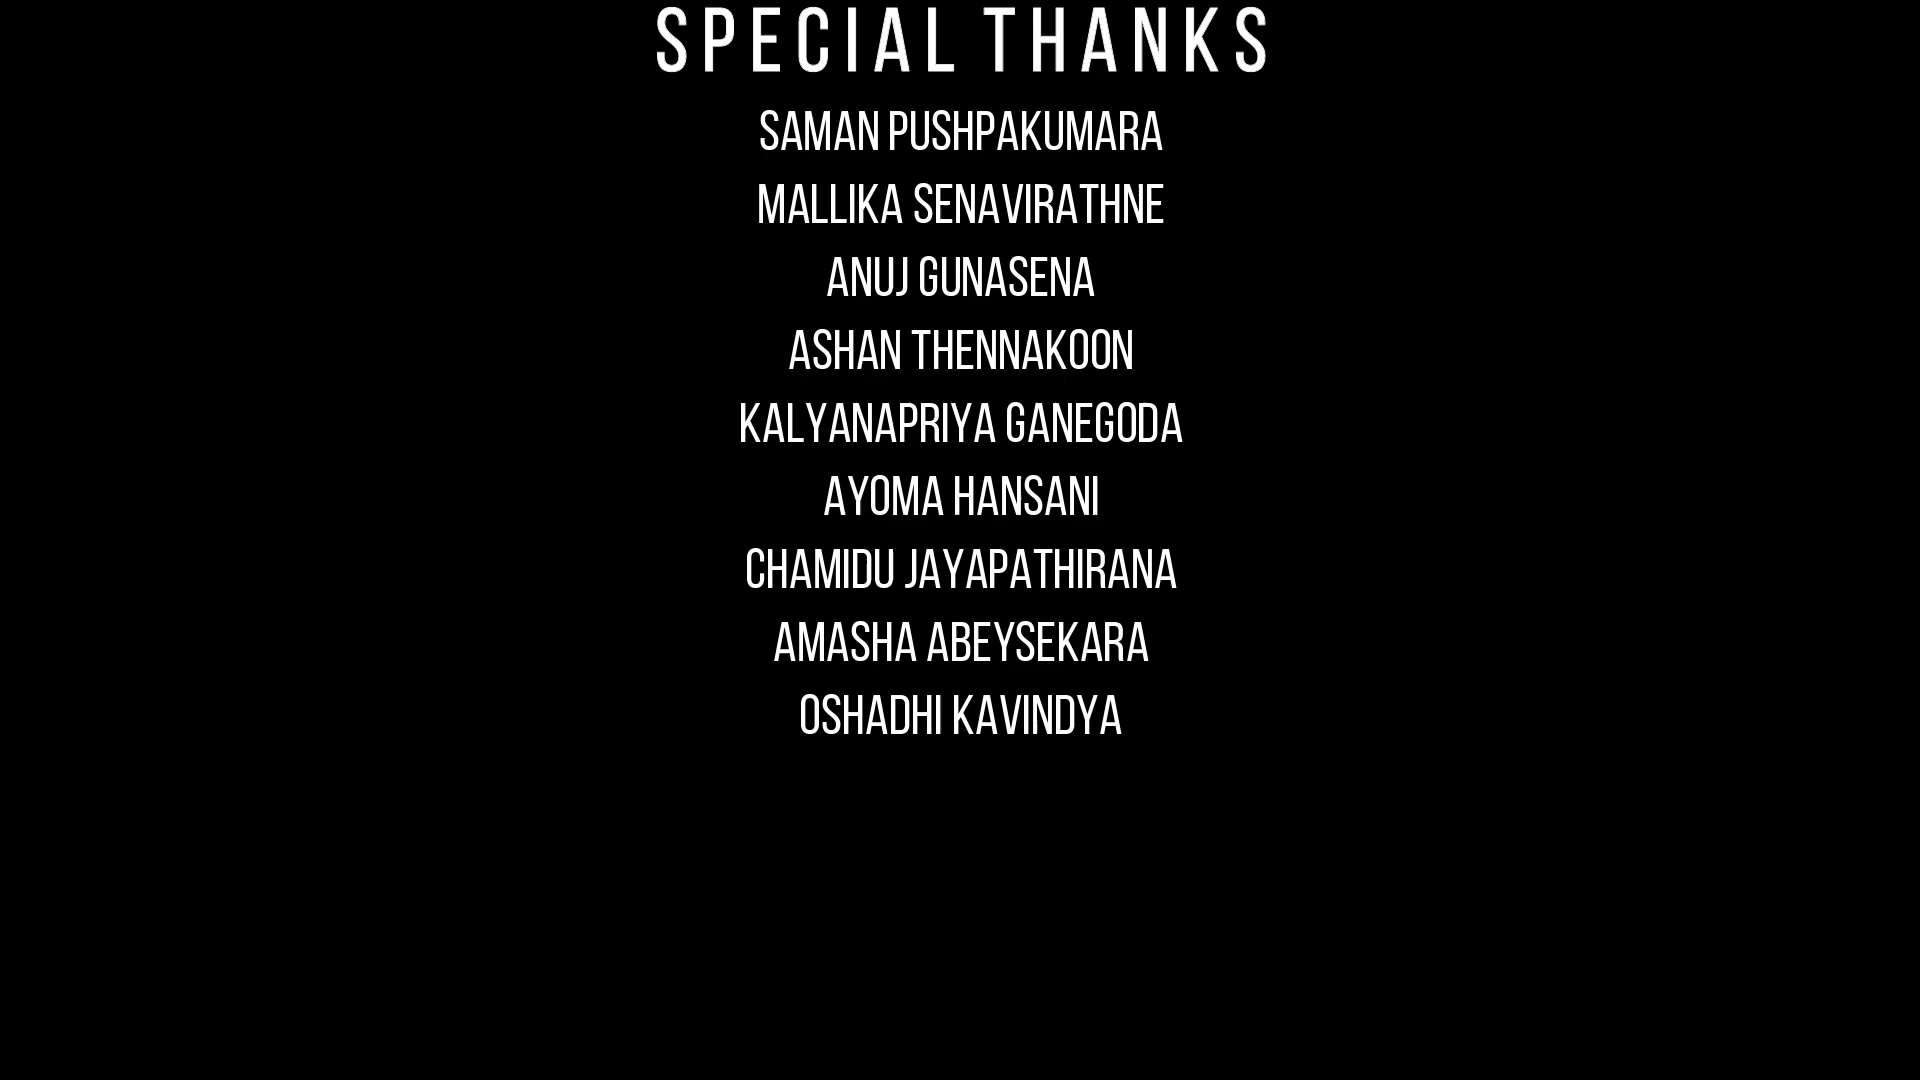 SPECIAL THANKS
SAMAN PUSHPAKUMARA
MALLIKA SENAVIRATHNE
ANUJ GUNASENA
ASHAN THENNAKOON
KALYANAPRIYA GANEGODA
AYOMA HANSANI
CHAMIDU JAYAPATHIRANA
AMASHA ABEYSEKARA
OSHADHI KAVINDYA